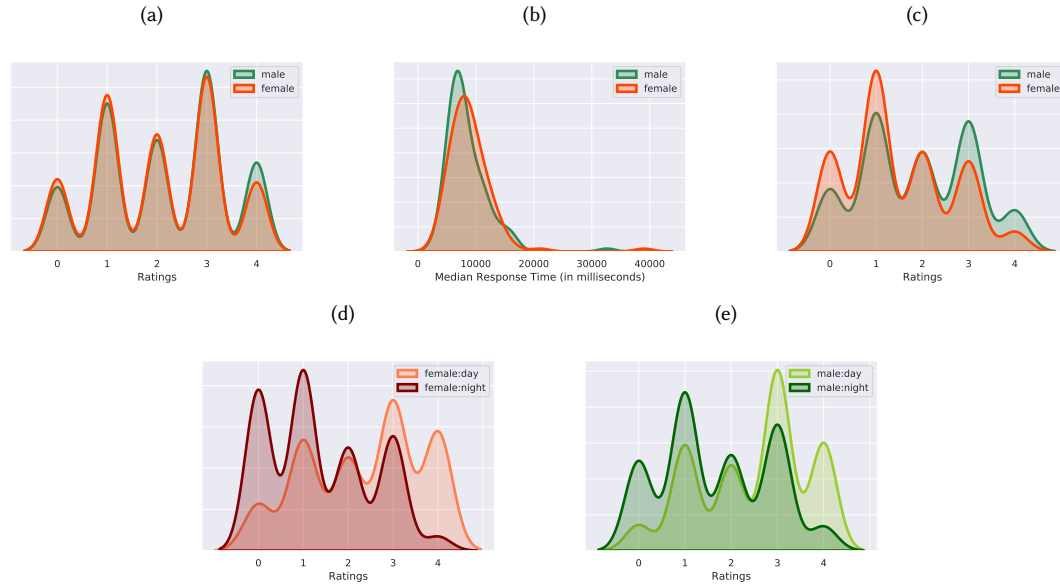 (a)
(b)
(c)
male
female
0 1 2 3 4
Ratings
male
female
0 10000 20000 30000 40000
Median Response Time (in milliseconds)
male
female
0 1 2 3 4
Ratings
(d)
(e)
female:day
female:night
0 1 2 3 4
Ratings
male:day
male:night
0 1 2 3 4
Ratings